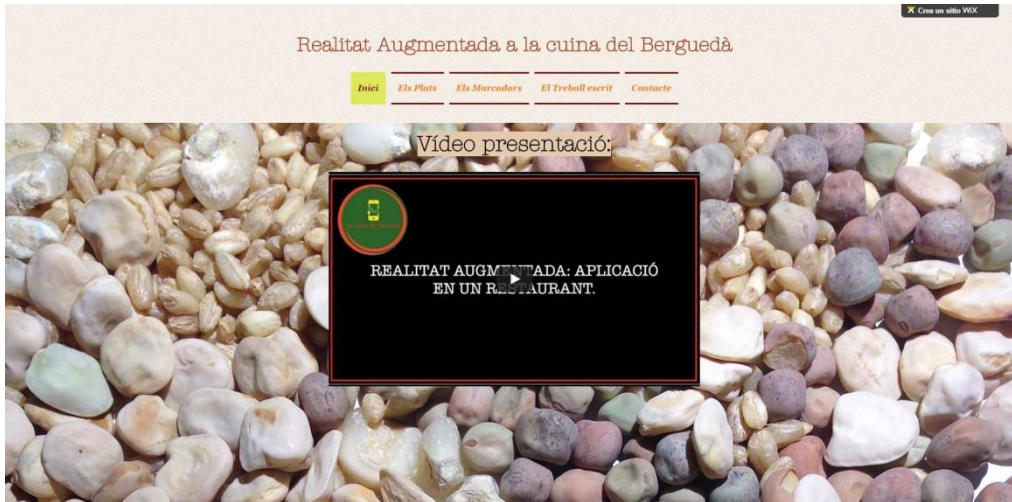 Crea un sitio WiX
Realitat Augmentada a la cuina del Berguedà
Inici
Els Plats
Els Marcadors
El Treball escrit
Contacte
Vídeo presentació:
REALITAT AUGMENTADA: APLICACIÓ
EN UN RESTAURANT.